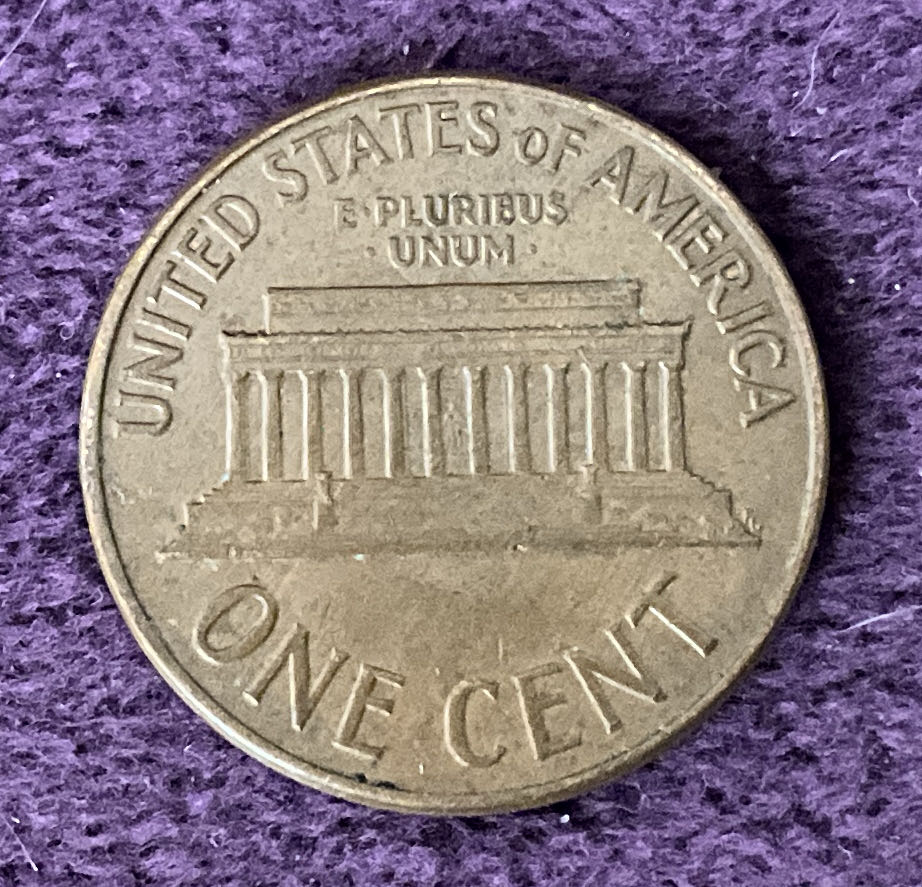 UNITED STATES oF AMERICA
E·PLURIBUS
·UNUM·
ONE CENT